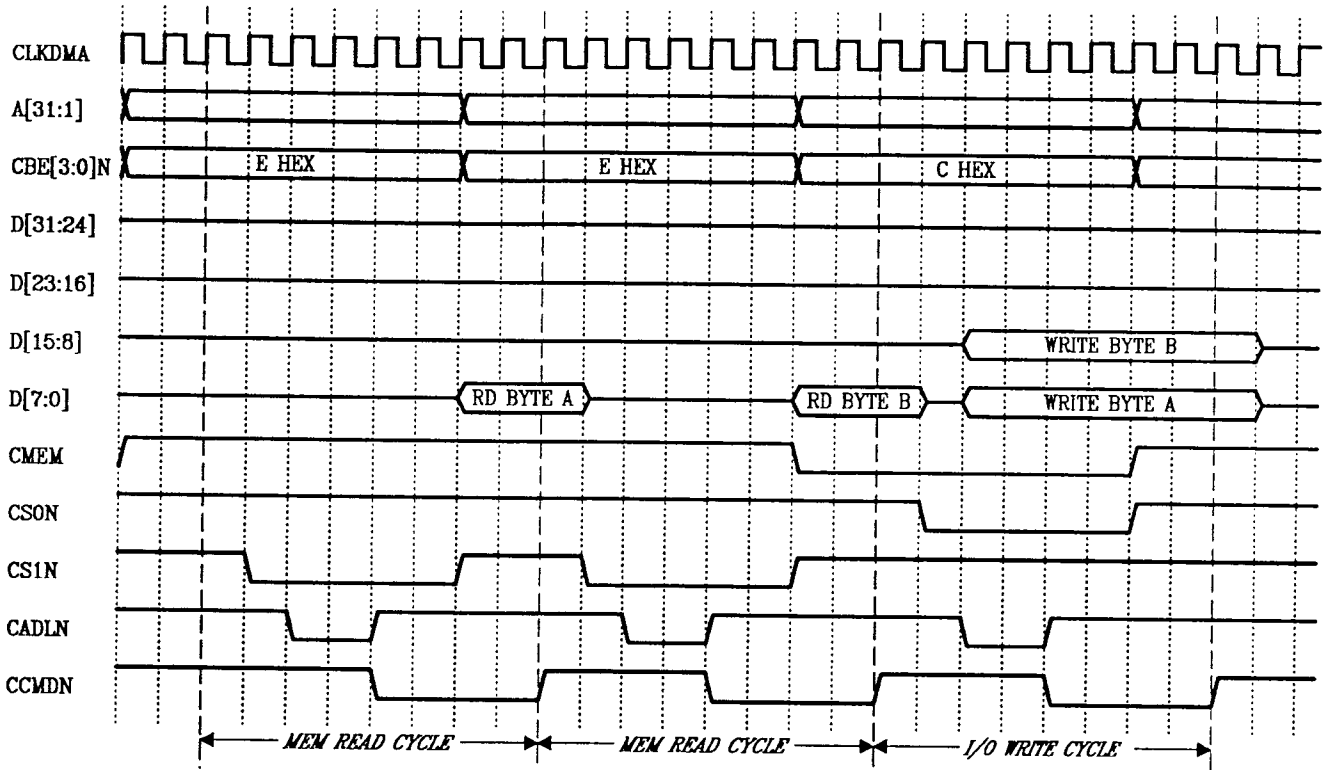 CLKDMA
A[31:1]
CBE[3:0]N
E HEX
E HEX
C HEX
D[31:24]
D[23:16]
D[15:8]
WRITE BYTE B
D[7:0]
RD BYTE A
RD BYTE B
WRITE BYTE A
CMEM
CS0N
CS1N
CADLN
CCMDN
MEM READ CYCLE
MEM READ CYCLE
I/O WRITE CYCLE